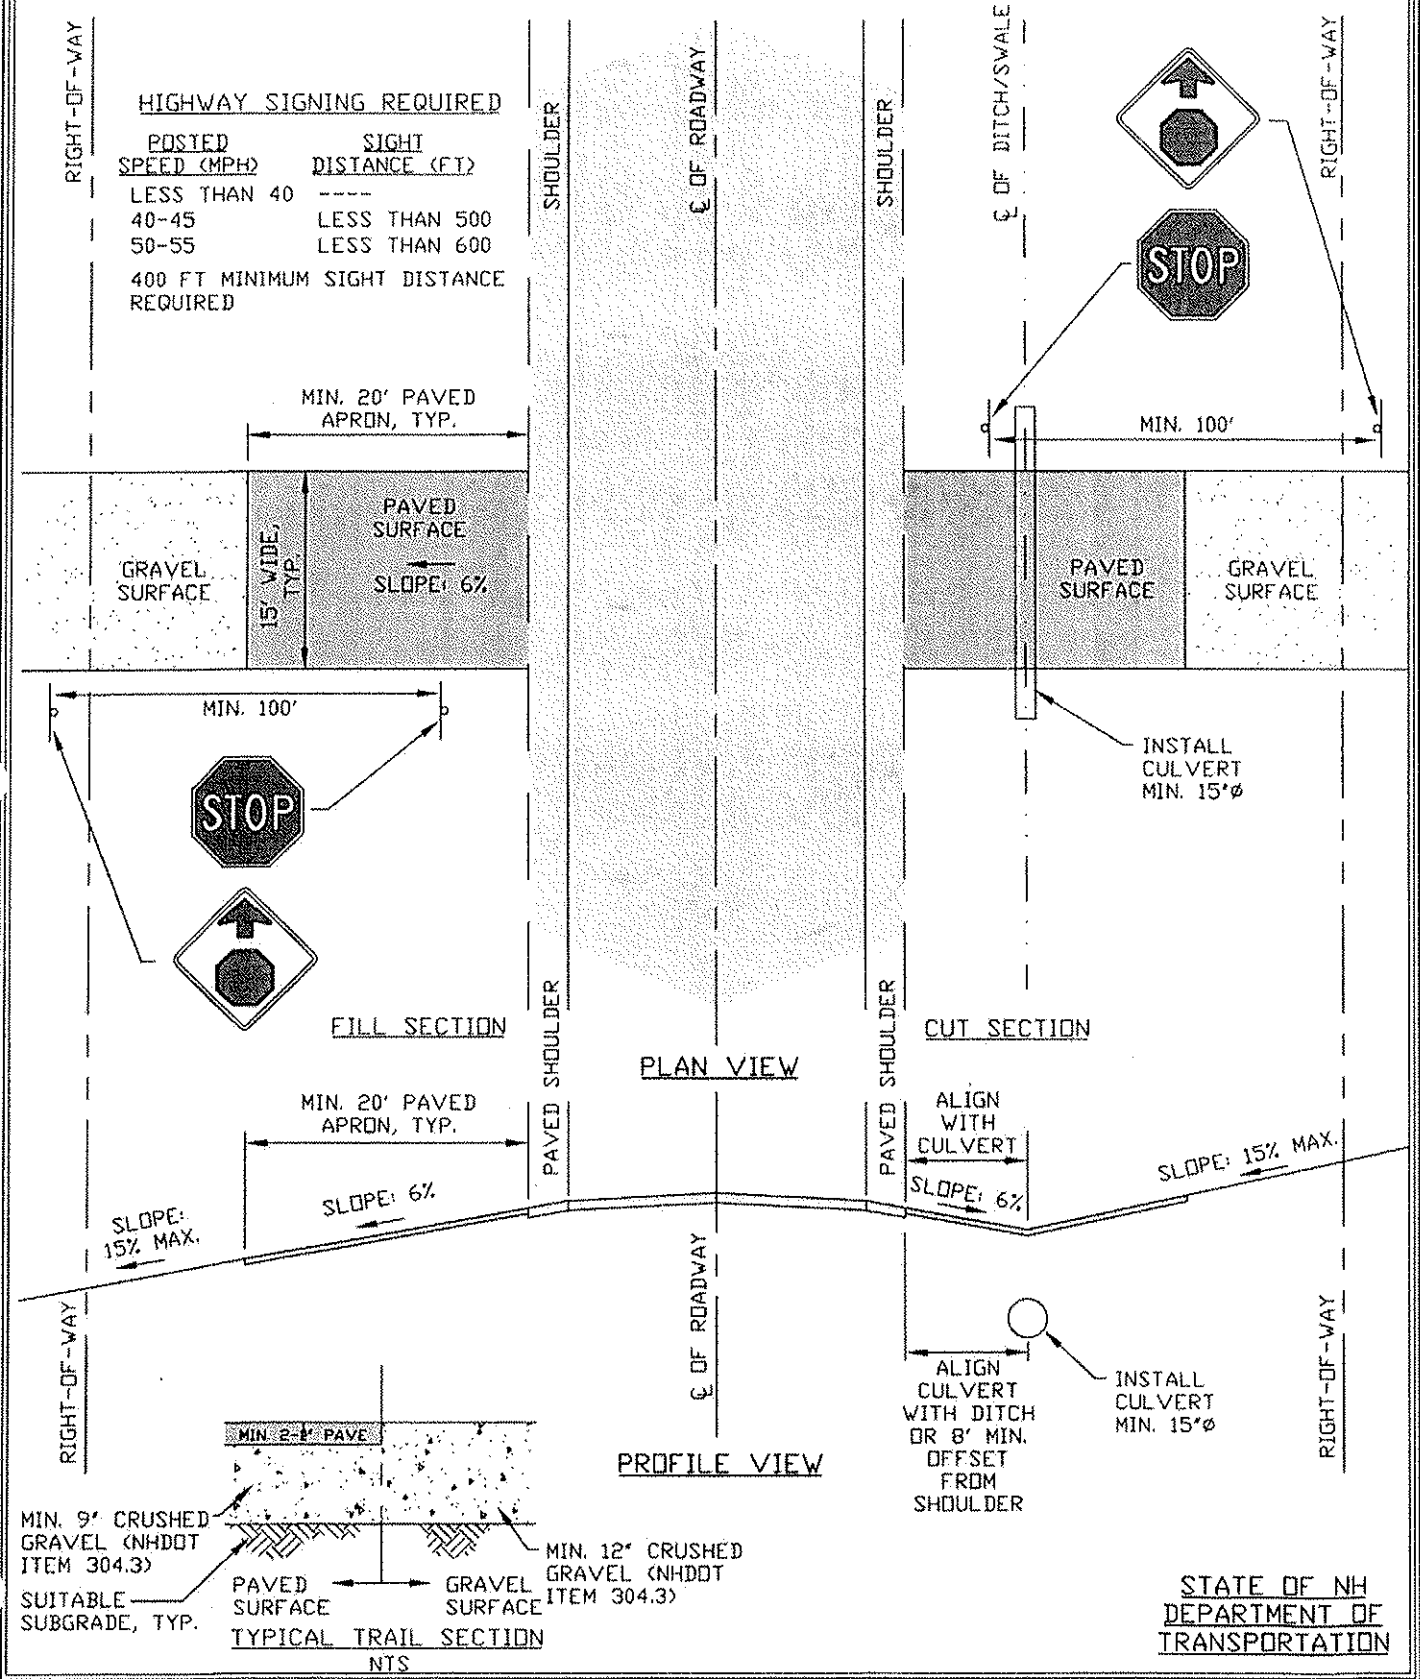 RIGHT-OF-WAY
HIGHWAY SIGNING REQUIRED
POSTED SPEED (MPH)
SIGHT DISTANCE (FT)
LESS THAN 40 ----
40-45 LESS THAN 500
50-55 LESS THAN 600
400 FT MINIMUM SIGHT DISTANCE
REQUIRED
SHOULDER
℄ OF ROADWAY
SHOULDER
℄ OF DITCH/SWALE
RIGHT-OF-WAY
STOP
MIN. 20' PAVED
APRON, TYP.
MIN. 100'
GRAVEL
SURFACE
15' WIDE,
TYP.
PAVED
SURFACE
SLOPE: 6%
PAVED
SURFACE
GRAVEL
SURFACE
MIN. 100'
INSTALL
CULVERT
MIN. 15"Ø
STOP
FILL SECTION
PAVED SHOULDER
PLAN VIEW
PAVED SHOULDER
CUT SECTION
MIN. 20' PAVED
APRON, TYP.
ALIGN
WITH
CULVERT
SLOPE: 15% MAX.
SLOPE: 6%
SLOPE: 6%
SLOPE:
15% MAX.
RIGHT-OF-WAY
℄ OF ROADWAY
RIGHT-OF-WAY
ALIGN
CULVERT
WITH DITCH
OR 8' MIN.
OFFSET
FROM
SHOULDER
INSTALL
CULVERT
MIN. 15"Ø
PROFILE VIEW
MIN PAVE
MIN. 9" CRUSHED
GRAVEL (NHDOT
ITEM 304.3)
SUITABLE
SUBGRADE, TYP.
PAVED
SURFACE
GRAVEL
SURFACE
MIN. 12" CRUSHED
GRAVEL (NHDOT
ITEM 304.3)
TYPICAL TRAIL SECTION
NTS
STATE OF NH
DEPARTMENT OF
TRANSPORTATION